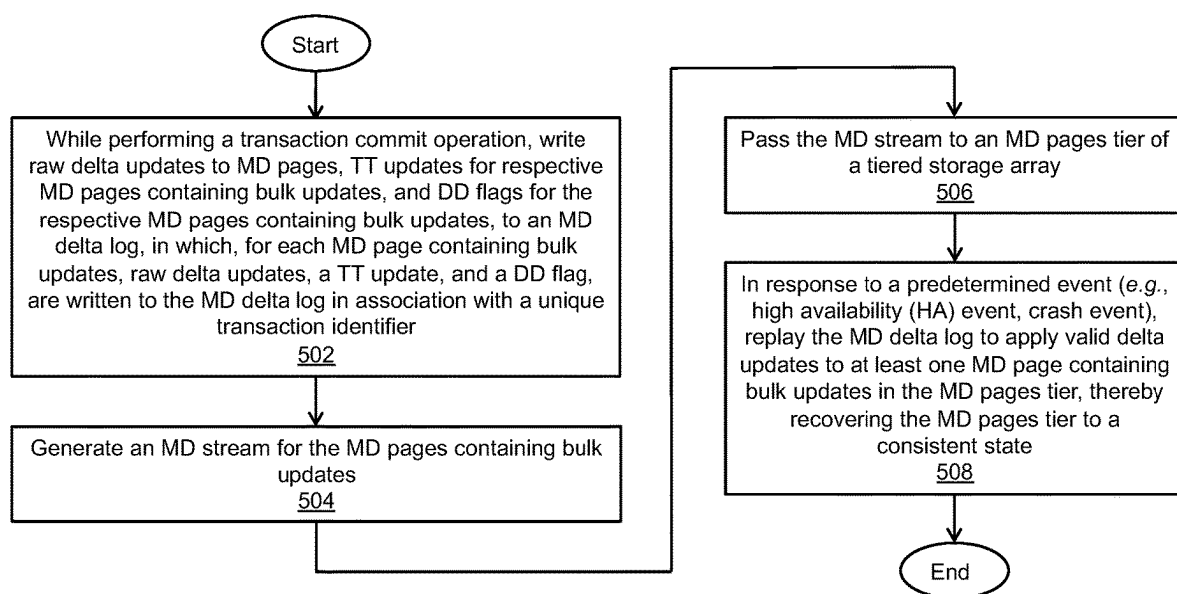 Start
While performing a transaction commit operation, write
raw delta updates to MD pages, TT updates for respective
MD pages containing bulk updates, and DD flags for the
respective MD pages containing bulk updates, to an MD
delta log, in which, for each MD page containing bulk
updates, raw delta updates, a TT update, and a DD flag,
are written to the MD delta log in association with a unique
transaction identifier
502
Generate an MD stream for the MD pages containing bulk
updates
504
Pass the MD stream to an MD pages tier of
a tiered storage array
506
In response to a predetermined event (e.g.,
high availability (HA) event, crash event),
replay the MD delta log to apply valid delta
updates to at least one MD page containing
bulk updates in the MD pages tier, thereby
recovering the MD pages tier to a
consistent state
508
End